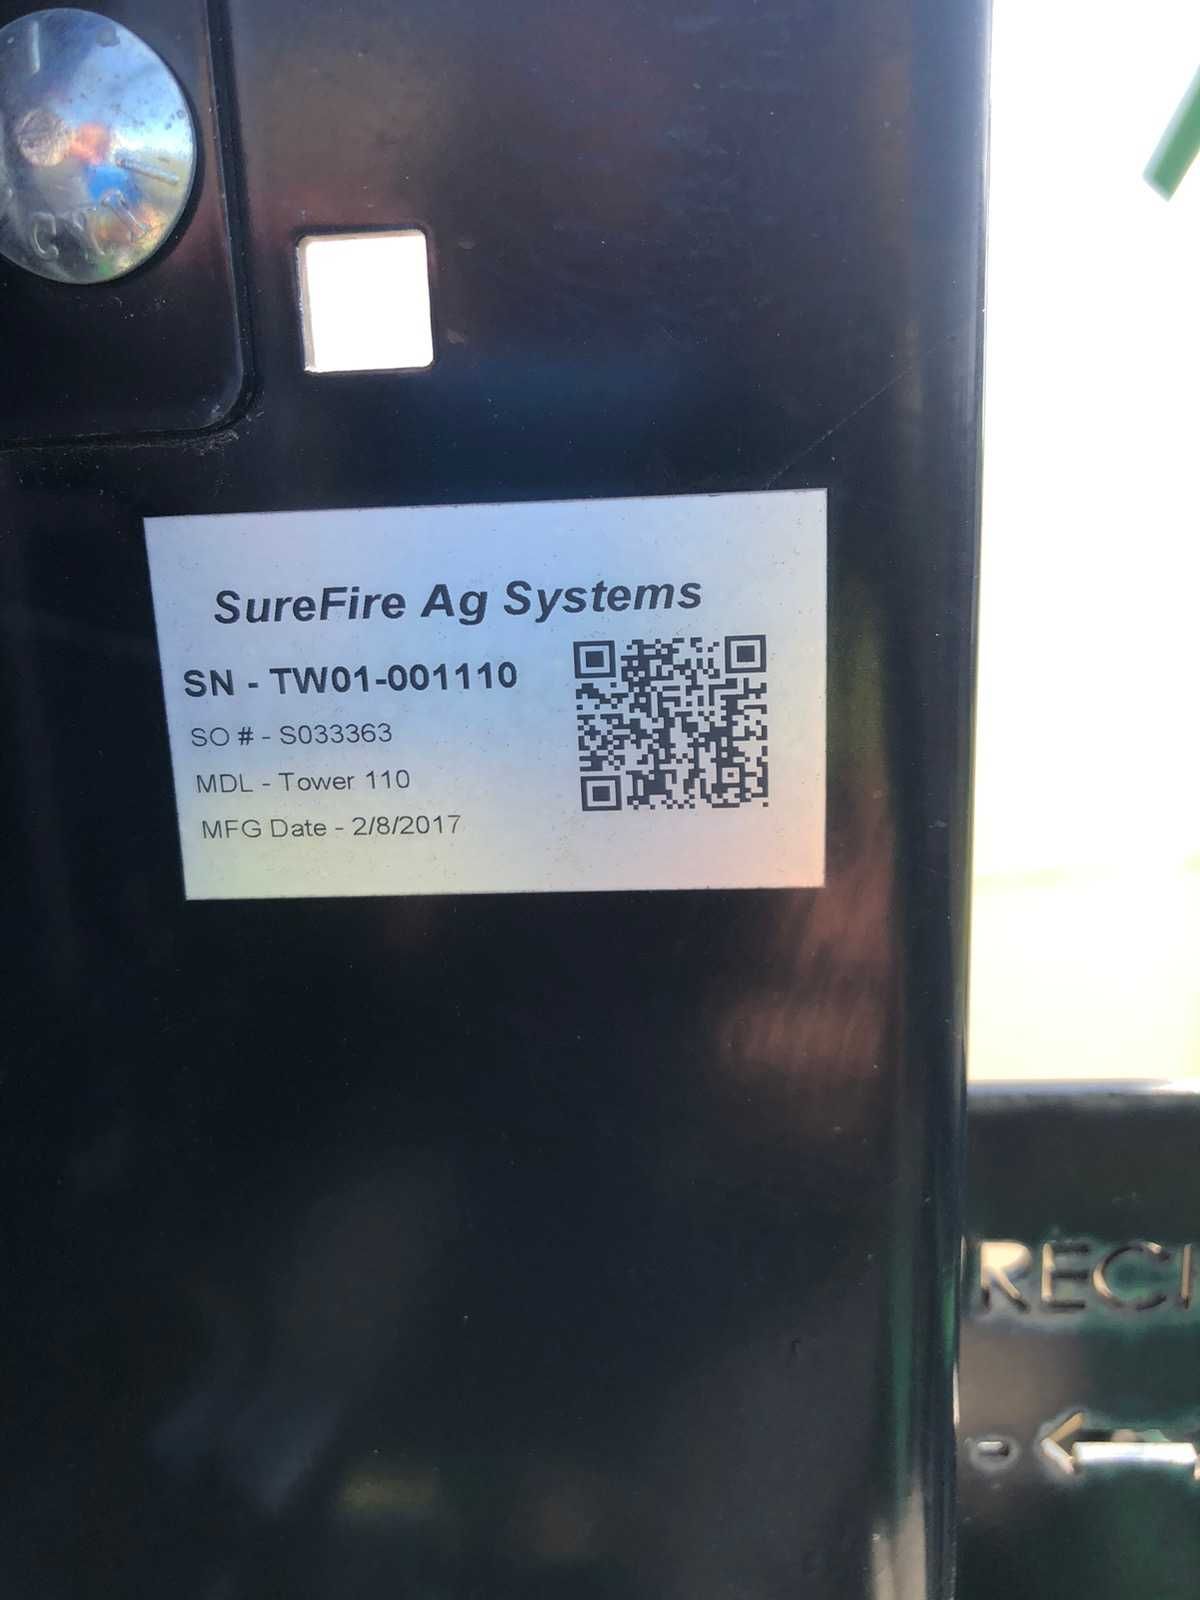 SureFire Ag Systems
SN - TW01-001110
SO # - S033363
MDL - Tower 110
MFG Date - 2/8/2017